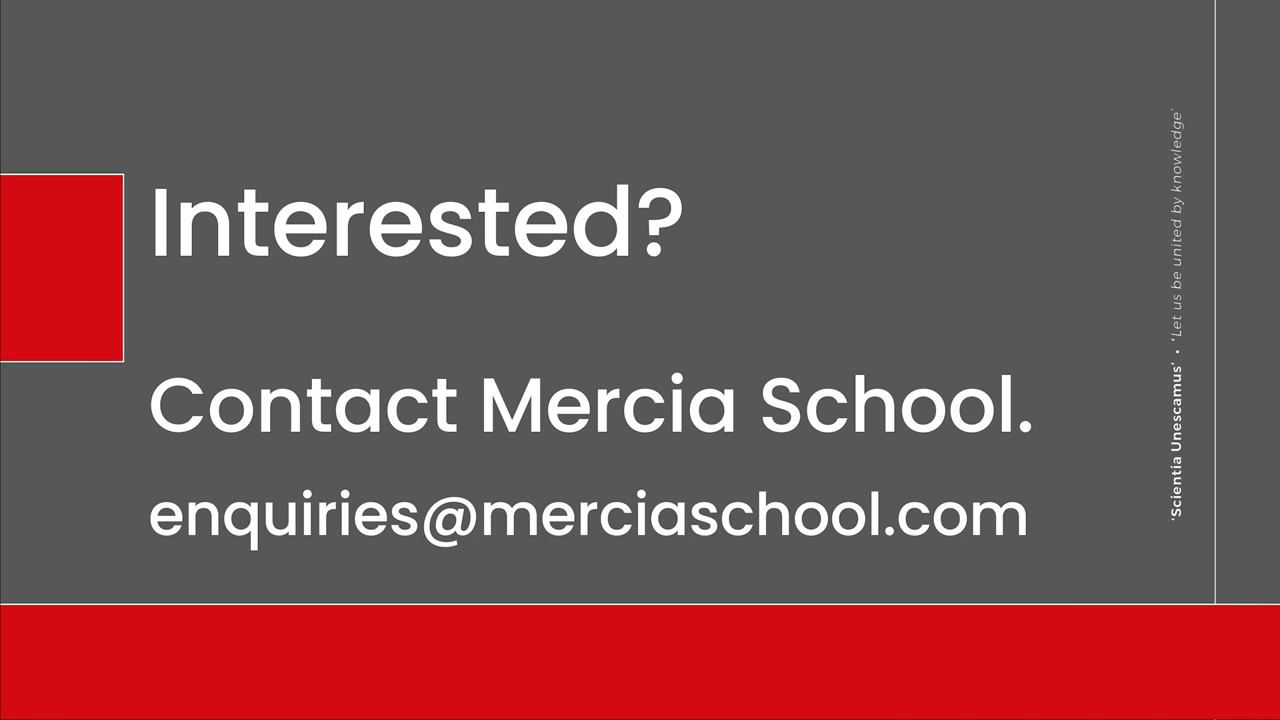 Interested?
Contact Mercia School.
enquiries@merciaschool.com
'Scientia Unescamus' • 'Let us be united by knowledge'